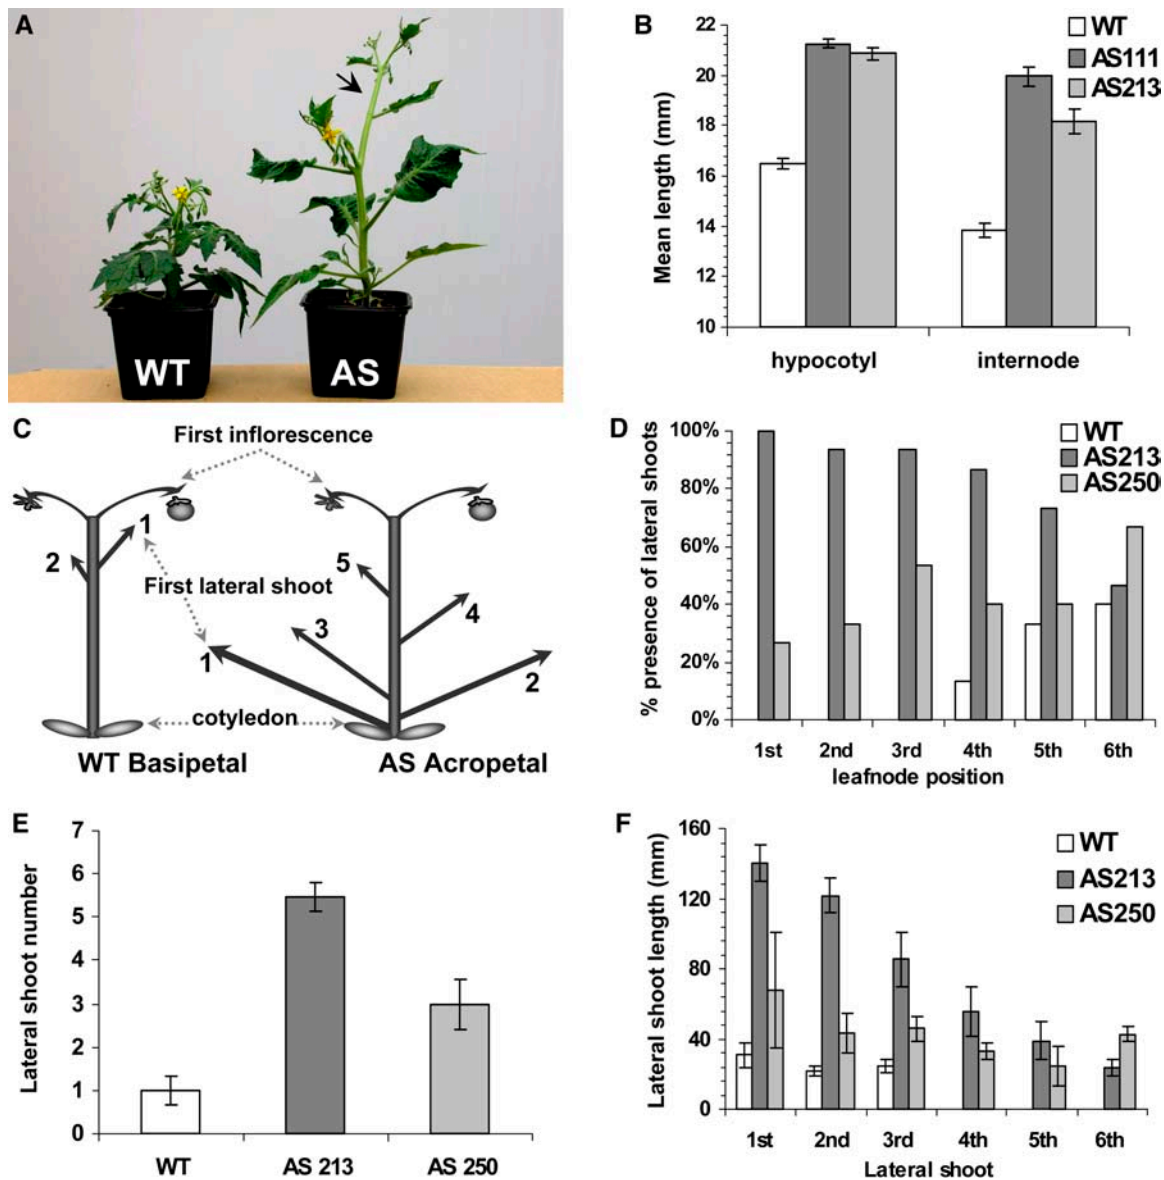 A
WT
AS
B
WT
AS111
AS213
Mean length (mm)
22
20
18
16
14
12
10
hypocotyl
internode
C
First inflorescence
1
2
First lateral shoot
5
4
3
1
2
cotyledon
WT Basipetal
AS Acropetal
D
WT
AS213
AS250
% presence of lateral shoots
100%
80%
60%
40%
20%
0%
1st
2nd
3rd
4th
5th
6th
leafnode position
E
Lateral shoot number
7
6
5
4
3
2
1
0
WT
AS 213
AS 250
F
WT
AS213
AS250
Lateral shoot length (mm)
160
120
80
40
0
1st
2nd
3rd
4th
5th
6th
Lateral shoot